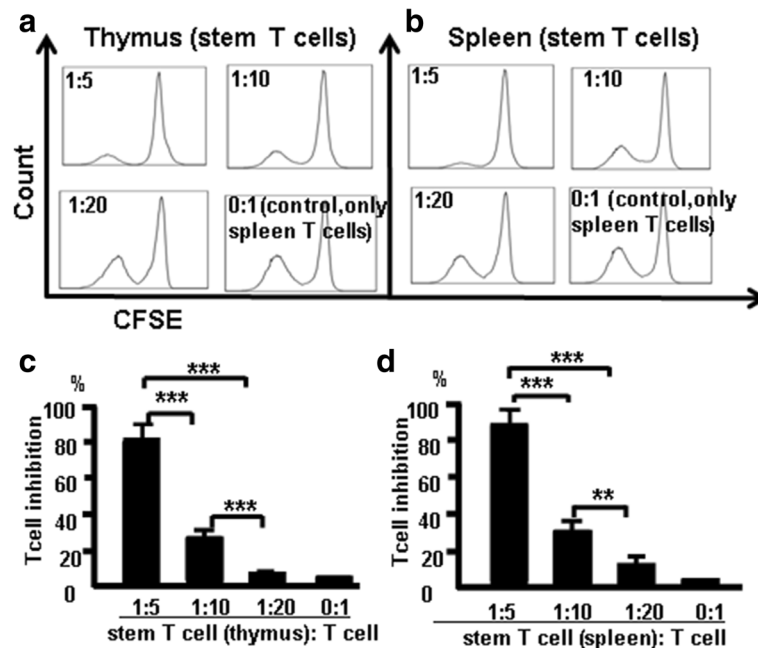 a
Thymus (stem T cells)
b
Spleen (stem T cells)
Count
1:5
1:10
1:20
0:1 (control,only
spleen T cells)
1:5
1:10
1:20
0:1 (control,only
spleen T cells)
CFSE
c
%
***
***
***
100
80
60
40
20
0
Tcell inhibition
1:5 1:10 1:20 0:1
stem T cell (thymus): T cell
d
%
***
***
**
100
80
60
40
20
0
Tcell inhibition
1:5 1:10 1:20 0:1
stem T cell (spleen): T cell